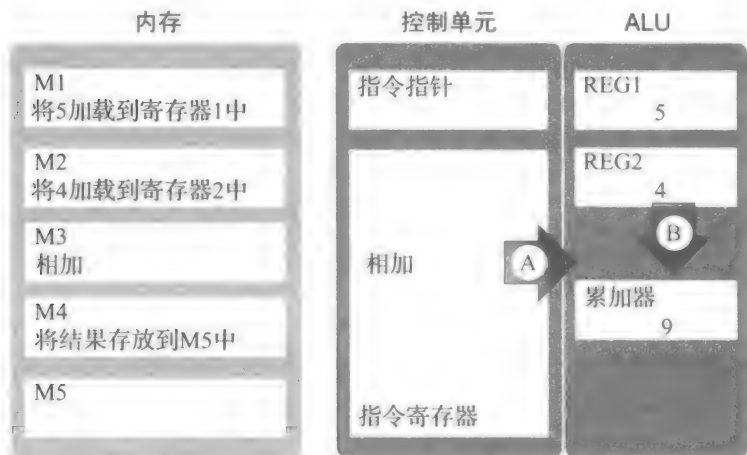 内存
控制单元
ALU
M1
将5加载到寄存器1中
M2
将4加载到寄存器2中
M3
相加
M4
将结果存放到M5中
M5
指令指针
相加
A
指令寄存器
REG1
5
REG2
4
B
累加器
9